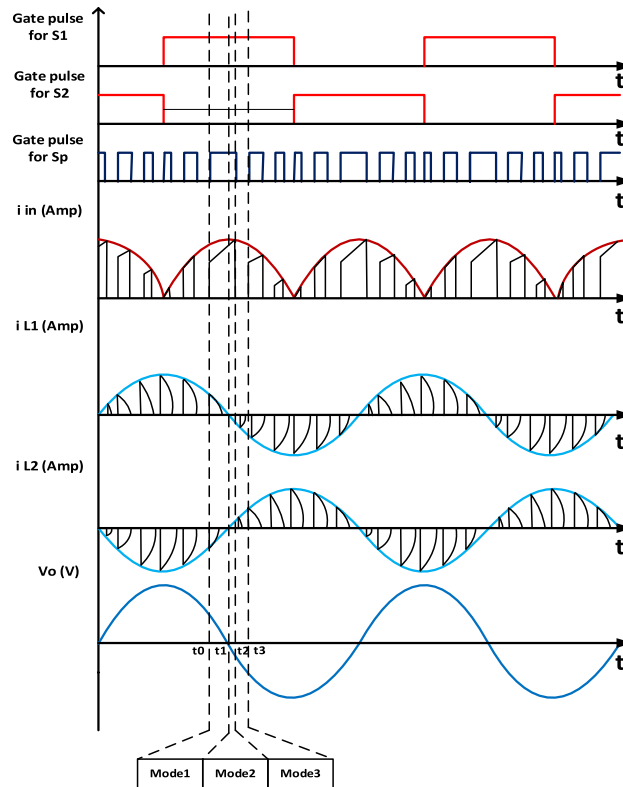 Gate pulse
for S1
t
Gate pulse
for S2
t
Gate pulse
for Sp
t
i in (Amp)
t
i L1 (Amp)
t
i L2 (Amp)
t
Vo (V)
t0 t1 t2 t3
t
Mode1 Mode2 Mode3